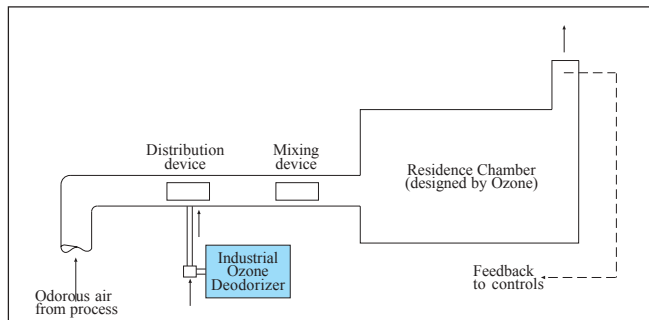 Distribution
device
Mixing
device
Residence Chamber
(designed by Ozone)
Industrial
Ozone
Deodorizer
Feedback
to controls
Odorous air
from process